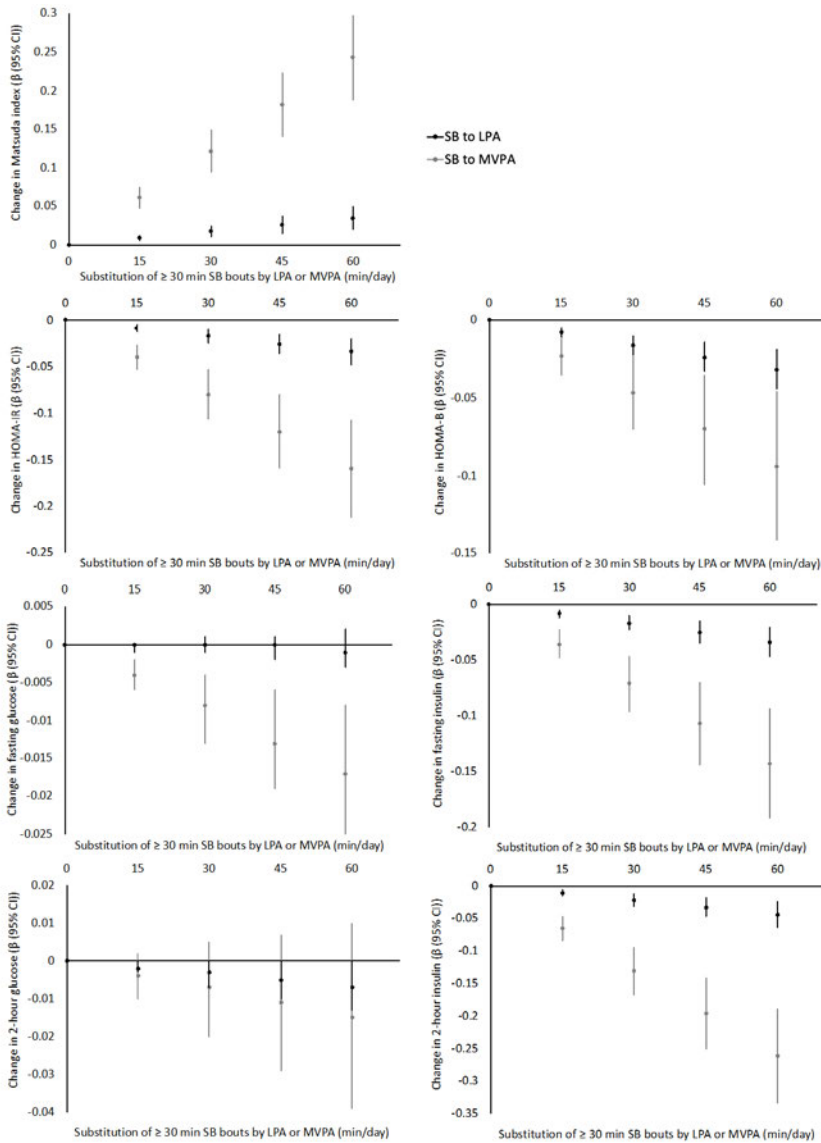 Change in Matsuda index (β (95% CI))
0.3
0.25
0.2
0.15
0.1
0.05
0
0 15 30 45 60
Substitution of ≥ 30 min SB bouts by LPA or MVPA (min/day)
SB to LPA
SB to MVPA
Change in HOMA-IR (β (95% CI))
0 15 30 45 60
0
-0.05
-0.1
-0.15
-0.2
-0.25
Substitution of ≥ 30 min SB bouts by LPA or MVPA (min/day)
Change in HOMA-B (β (95% CI))
0 15 30 45 60
0
-0.05
-0.1
-0.15
Substitution of ≥ 30 min SB bouts by LPA or MVPA (min/day)
Change in fasting glucose (β (95% CI))
0 15 30 45 60
0.005
0
-0.005
-0.01
-0.015
-0.02
-0.025
Substitution of ≥ 30 min SB bouts by LPA or MVPA (min/day)
Change in fasting insulin (β (95% CI))
0 15 30 45 60
0
-0.05
-0.1
-0.15
-0.2
Substitution of ≥ 30 min SB bouts by LPA or MVPA (min/day)
Change in 2-hour glucose (β (95% CI))
0 15 30 45 60
0.02
0.01
0
-0.01
-0.02
-0.03
-0.04
Substitution of ≥ 30 min SB bouts by LPA or MVPA (min/day)
Change in 2-hour insulin (β (95% CI))
0 15 30 45 60
0
-0.05
-0.1
-0.15
-0.2
-0.25
-0.3
-0.35
Substitution of ≥ 30 min SB bouts by LPA or MVPA (min/day)